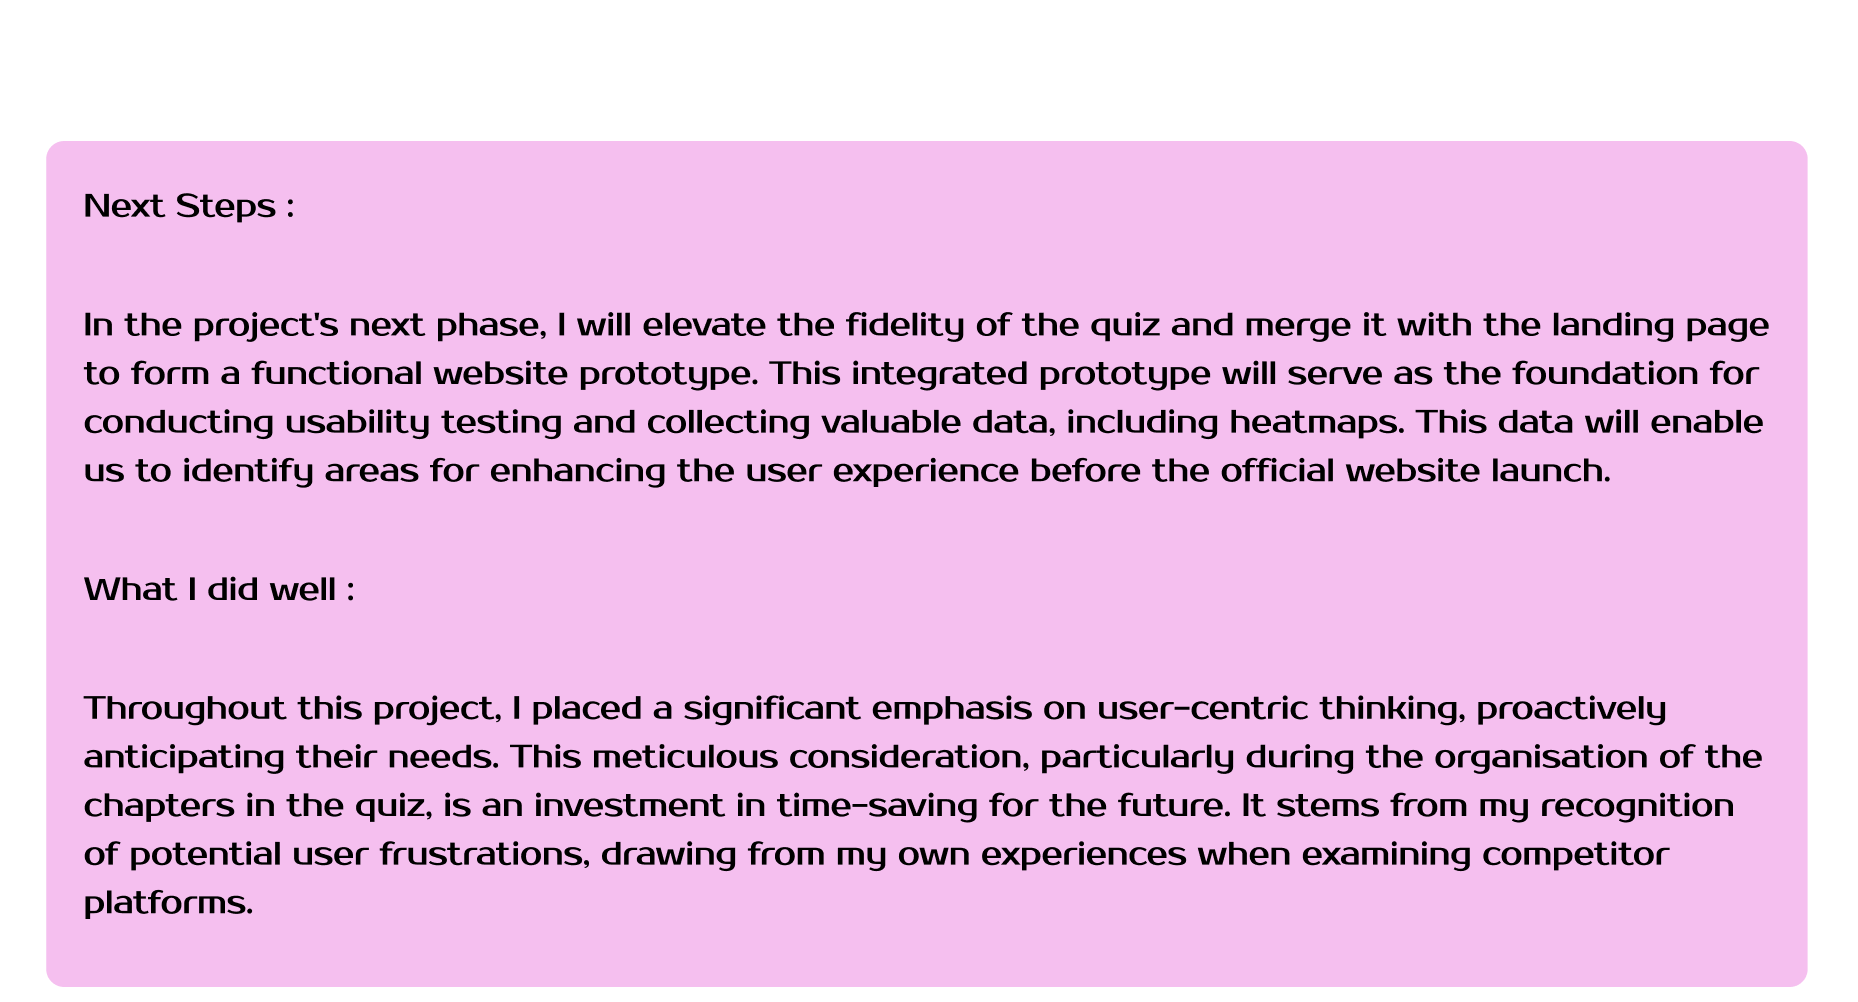 Next Steps :
In the project's next phase, I will elevate the fidelity of the quiz and merge it with the landing page
to form a functional website prototype. This integrated prototype will serve as the foundation for
conducting usability testing and collecting valuable data, including heatmaps. This data will enable
us to identify areas for enhancing the user experience before the official website launch.
What I did well :
Throughout this project, I placed a significant emphasis on user-centric thinking, proactively
anticipating their needs. This meticulous consideration, particularly during the organisation of the
chapters in the quiz, is an investment in time-saving for the future. It stems from my recognition
of potential user frustrations, drawing from my own experiences when examining competitor
platforms.